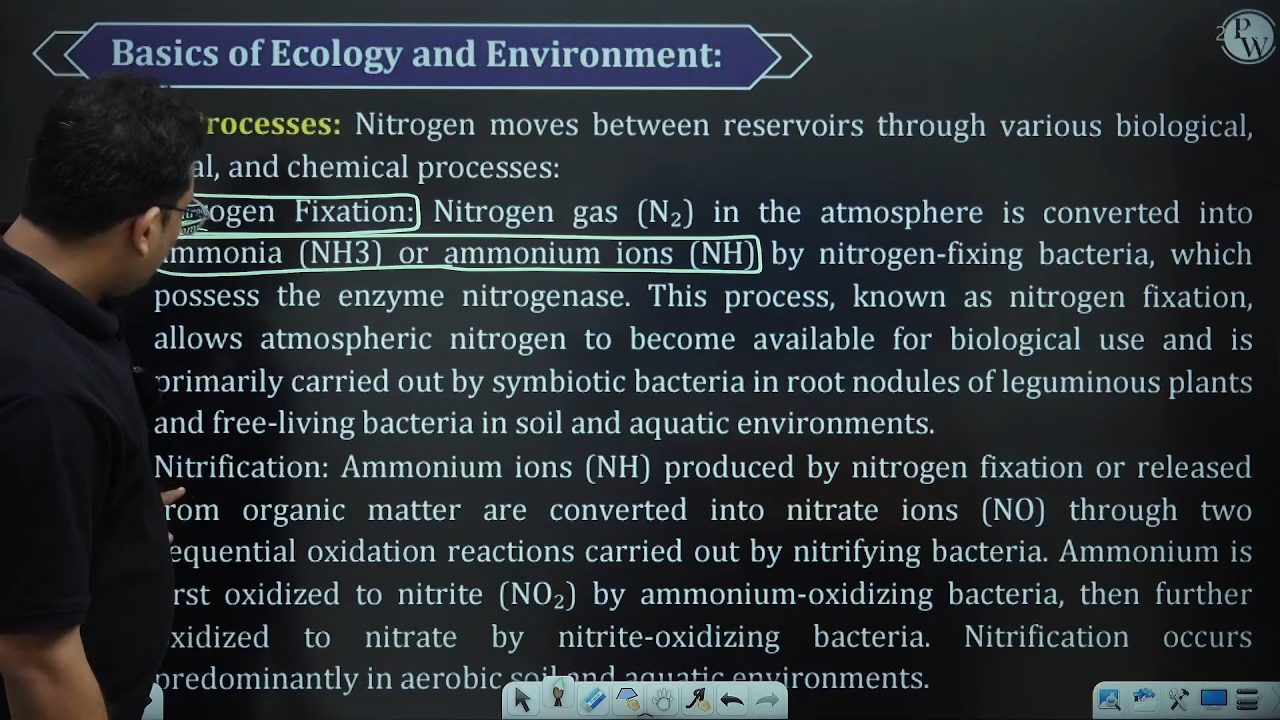 Basics of Ecology and Environment:
PW
rocesses: Nitrogen moves between reservoirs through various biological,
al, and chemical processes:
ogen Fixation: Nitrogen gas (N₂) in the atmosphere is converted into
mmonia (NH3) or ammonium ions (NH) by nitrogen-fixing bacteria, which
possess the enzyme nitrogenase. This process, known as nitrogen fixation,
allows atmospheric nitrogen to become available for biological use and is
primarily carried out by symbiotic bacteria in root nodules of leguminous plants
and free-living bacteria in soil and aquatic environments.
Nitrification: Ammonium ions (NH) produced by nitrogen fixation or released
rom organic matter are converted into nitrate ions (NO) through two
equential oxidation reactions carried out by nitrifying bacteria. Ammonium is
rst oxidized to nitrite (NO₂) by ammonium-oxidizing bacteria, then further
xidized to nitrate by nitrite-oxidizing bacteria. Nitrification occurs
predominantly in aerobic soil and aquatic environments.